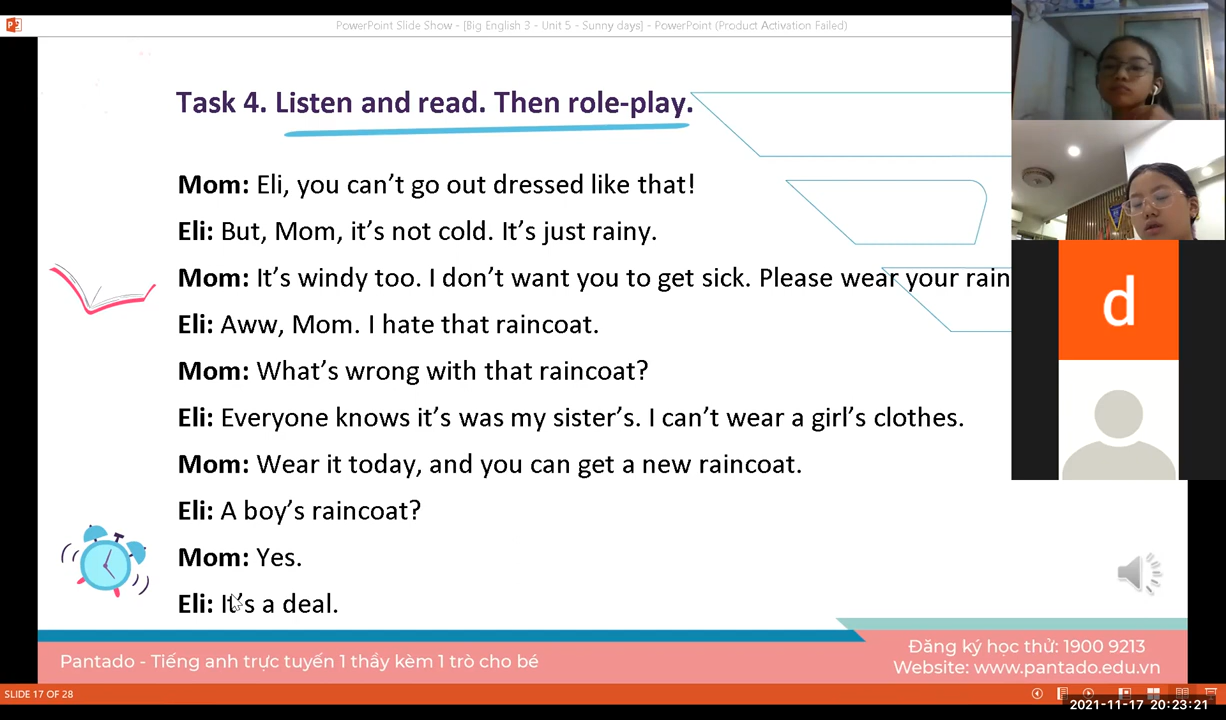 PowerPoint Slide Show - [Big English 3 - Unit 5 - Sunny days] - PowerPoint (Product Activation Failed)
Task 4. Listen and read. Then role-play.
Mom: Eli, you can't go out dressed like that!
Eli: But, Mom, it's not cold. It's just rainy.
Mom: It's windy too. I don't want you to get sick. Please wear your rain
Eli: Aww, Mom. I hate that raincoat.
Mom: What's wrong with that raincoat?
Eli: Everyone knows it's was my sister's. I can't wear a girl's clothes.
Mom: Wear it today, and you can get a new raincoat.
Eli: A boy's raincoat?
Mom: Yes.
Eli: It's a deal.
d
Pantado - Tiếng anh trực tuyến 1 thầy kèm 1 trò cho bé
Đăng ký học thử: 1900 9213
Website: www.pantado.edu.vn
SLIDE 17 OF 28
2021-11-17 20:23:21